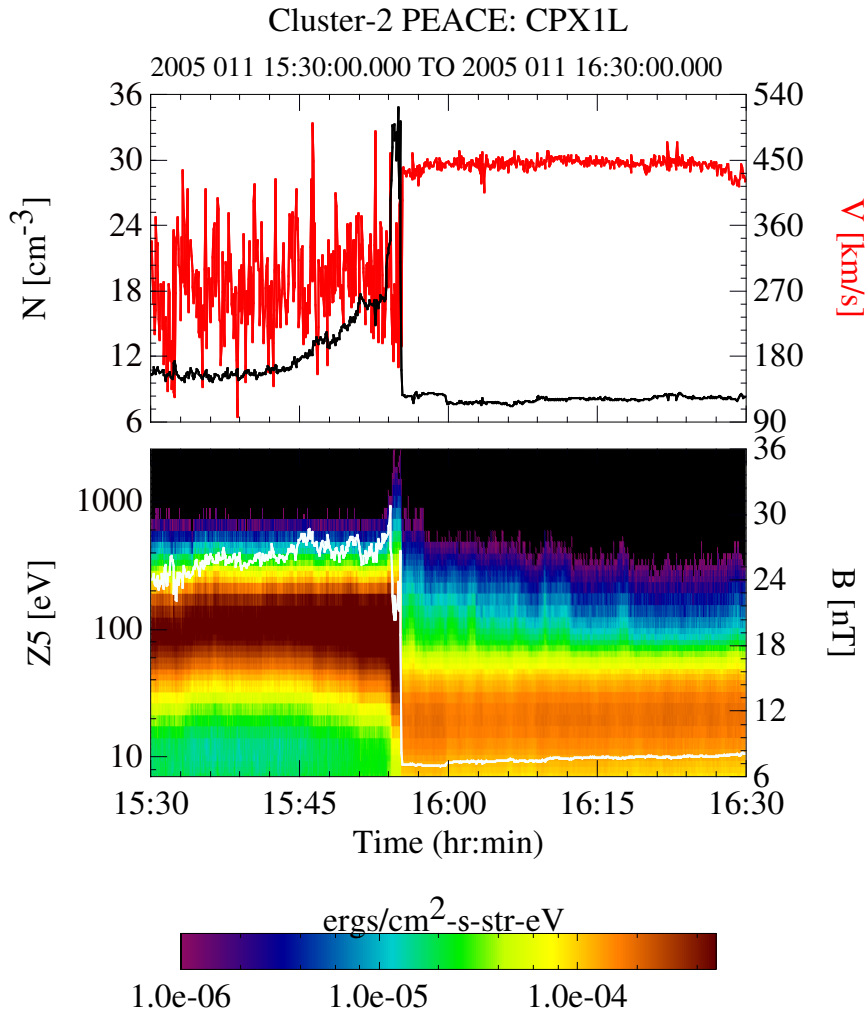 Cluster-2 PEACE: CPX1L
2005 011 15:30:00.000 TO 2005 011 16:30:00.000
36 540
30 450
24 360
18 270
12 180
6 90
N [cm-3]
V [km/s]
36
1000 30
24
100 18
12
10 6
Z5 [eV]
B [nT]
15:30 15:45 16:00 16:15 16:30
Time (hr:min)
ergs/cm2-s-str-eV
1.0e-06 1.0e-05 1.0e-04